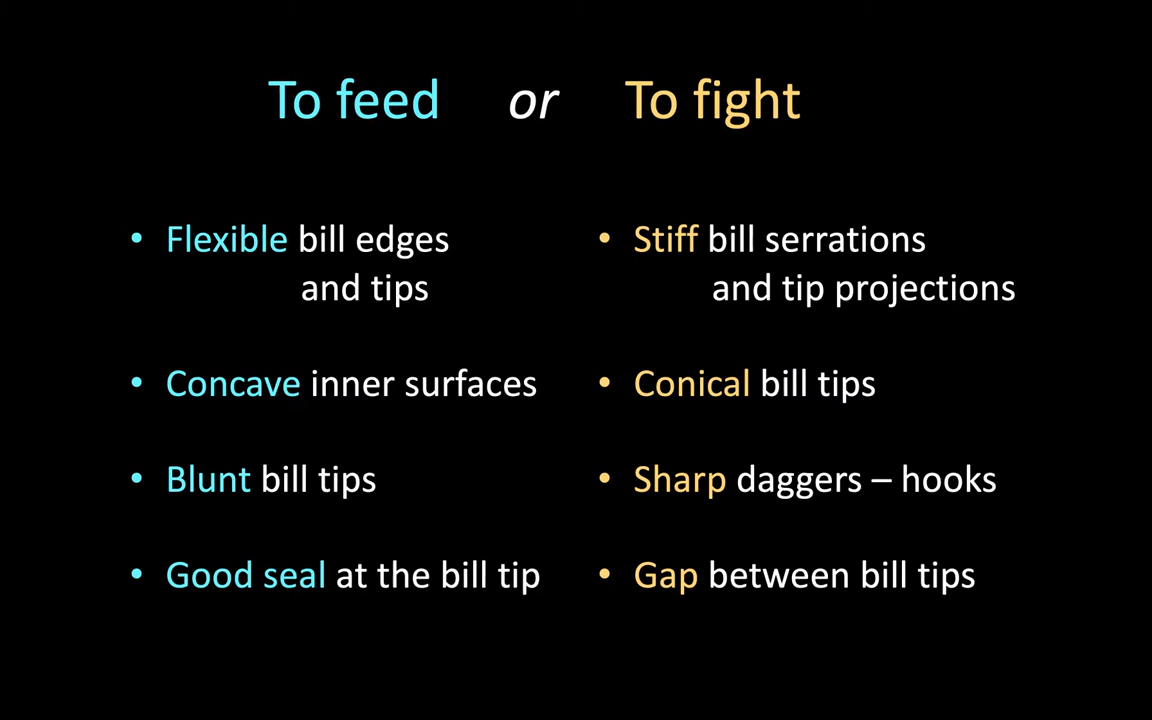 To feed or To fight
• Flexible bill edges
and tips
• Concave inner surfaces
• Blunt bill tips
• Good seal at the bill tip
• Stiff bill serrations
and tip projections
• Conical bill tips
• Sharp daggers – hooks
• Gap between bill tips